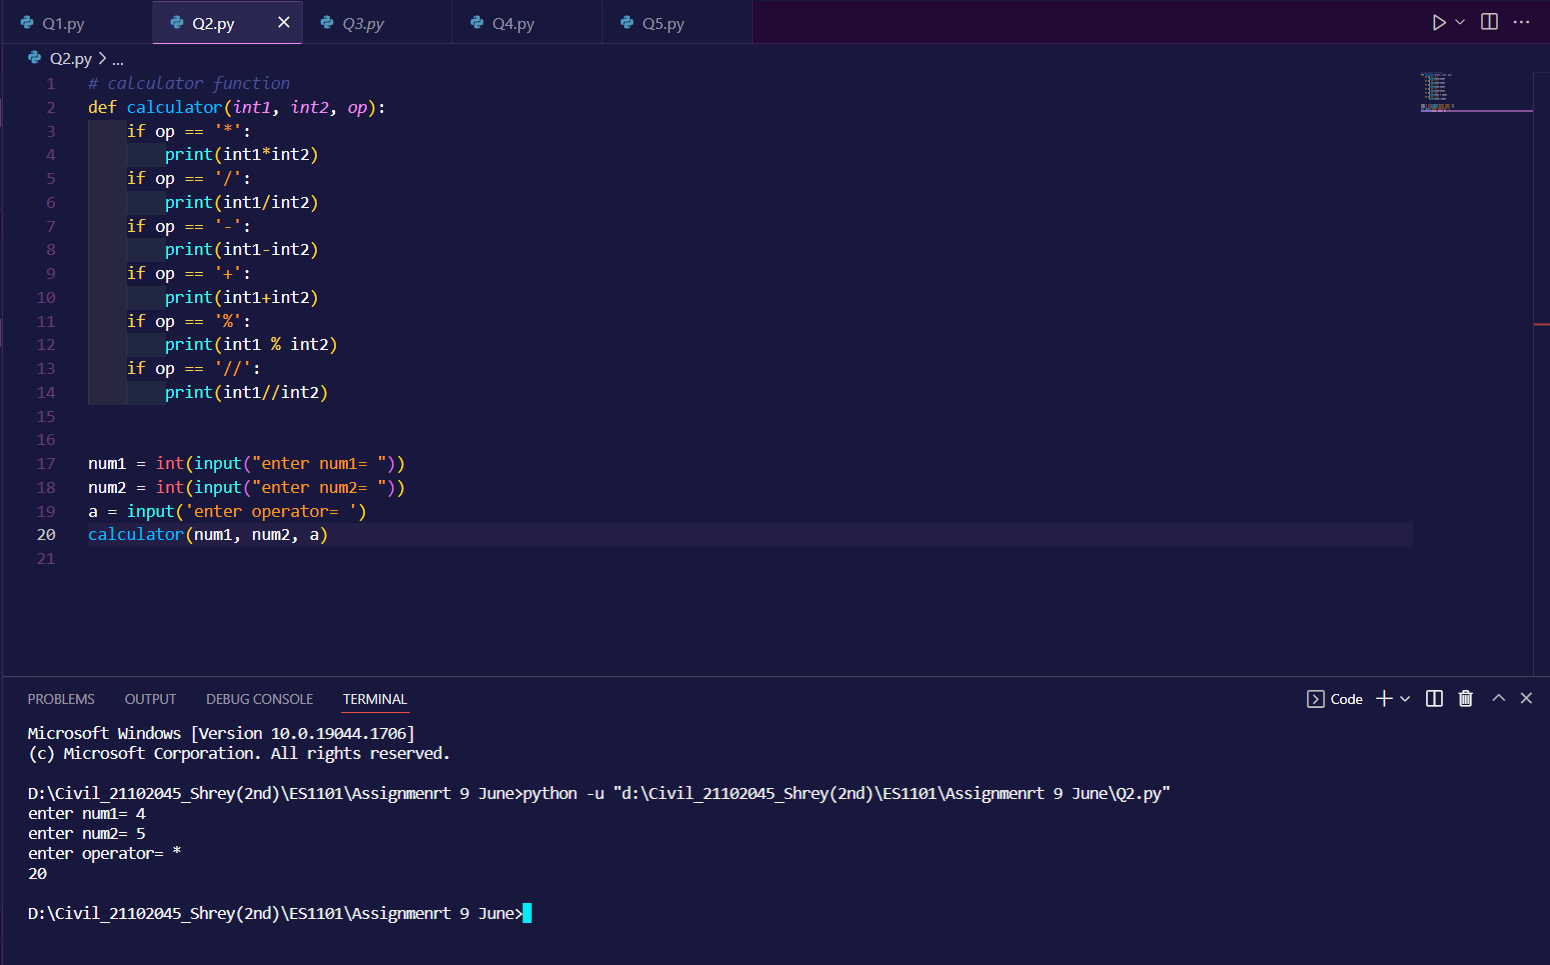 Q1.py Q2.py Q3.py Q4.py Q5.py
Q2.py > ...
1 # calculator function
2 def calculator(int1, int2, op):
3     if op == '*':
4         print(int1*int2)
5     if op == '/':
6         print(int1/int2)
7     if op == '-':
8         print(int1-int2)
9     if op == '+':
10         print(int1+int2)
11     if op == '%':
12         print(int1 % int2)
13     if op == '//':
14         print(int1//int2)
15
16
17 num1 = int(input("enter num1= "))
18 num2 = int(input("enter num2= "))
19 a = input('enter operator= ')
20 calculator(num1, num2, a)
21
PROBLEMS OUTPUT DEBUG CONSOLE TERMINAL Code
Microsoft Windows [Version 10.0.19044.1706]
(c) Microsoft Corporation. All rights reserved.
D:\Civil_21102045_Shrey(2nd)\ES1101\Assignmenrt 9 June>python -u "d:\Civil_21102045_Shrey(2nd)\ES1101\Assignmenrt 9 June\Q2.py"
enter num1= 4
enter num2= 5
enter operator= *
20
D:\Civil_21102045_Shrey(2nd)\ES1101\Assignmenrt 9 June>